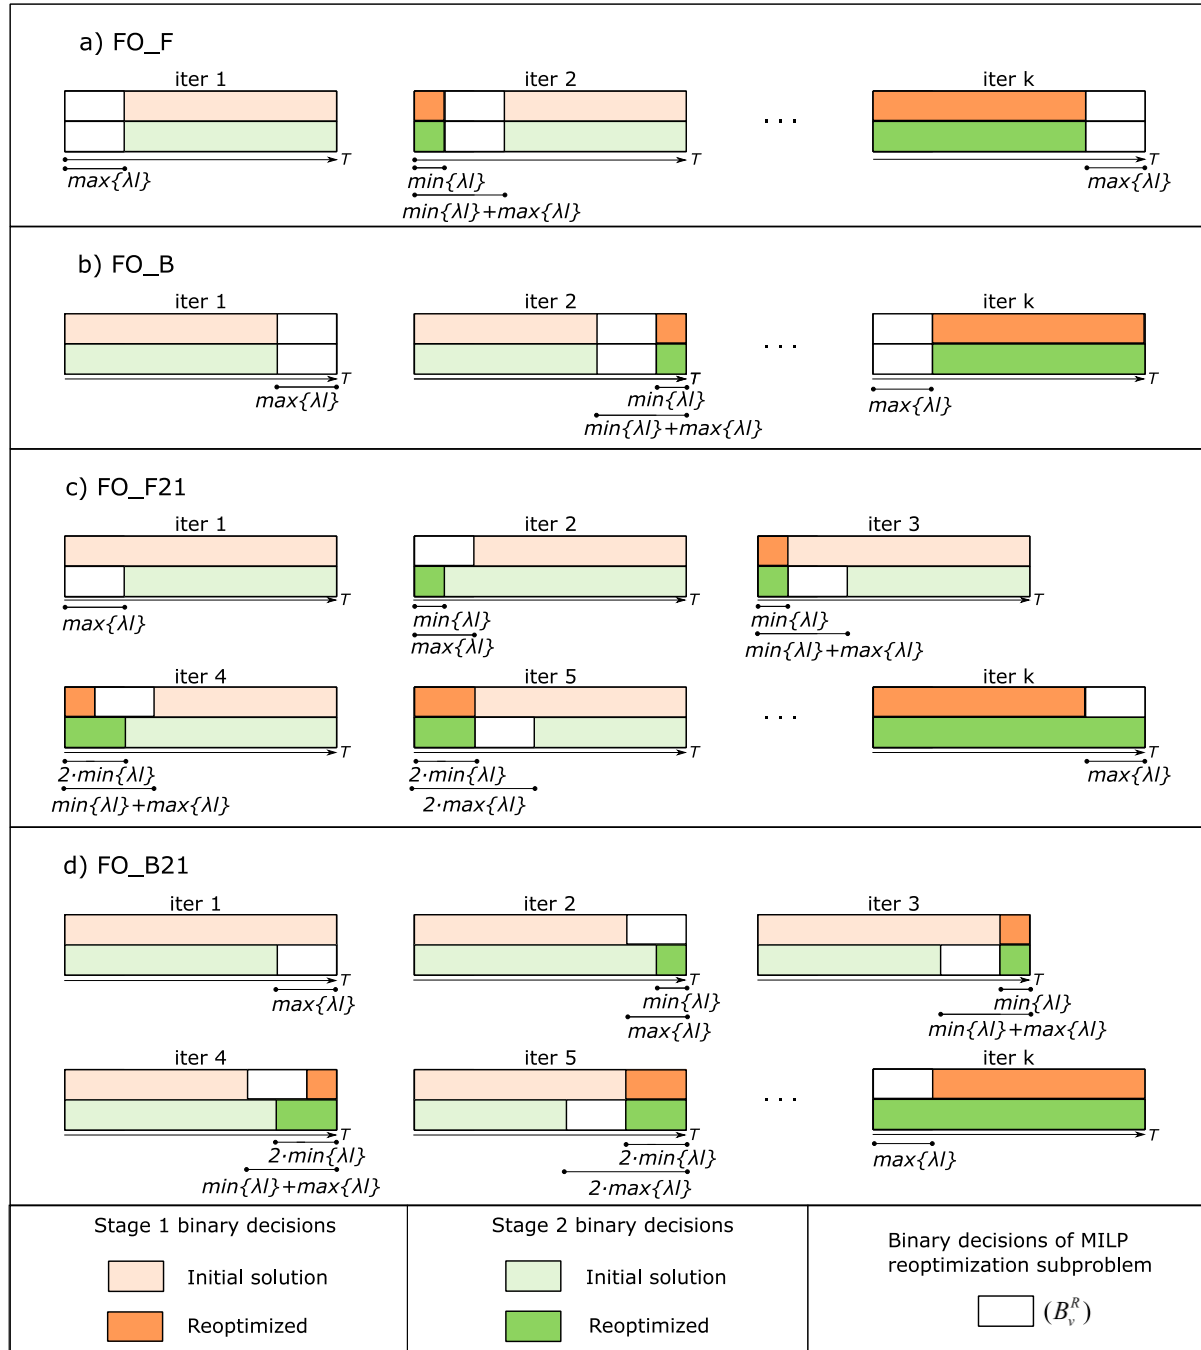 a) FO_F
iter 1
iter 2
iter k
. . .
T
T
T
max{λl}
min{λl}
min{λl}+max{λl}
max{λl}
b) FO_B
iter 1
iter 2
iter k
. . .
T
T
T
max{λl}
min{λl}
min{λl}+max{λl}
max{λl}
c) FO_F21
iter 1
iter 2
iter 3
T
T
T
max{λl}
min{λl}
max{λl}
min{λl}
min{λl}+max{λl}
iter 4
iter 5
iter k
. . .
T
T
T
2·min{λl}
min{λl}+max{λl}
2·min{λl}
2·max{λl}
max{λl}
d) FO_B21
iter 1
iter 2
iter 3
T
T
T
max{λl}
min{λl}
max{λl}
min{λl}
min{λl}+max{λl}
iter 4
iter 5
iter k
. . .
T
T
T
2·min{λl}
min{λl}+max{λl}
2·min{λl}
2·max{λl}
max{λl}
Stage 1 binary decisions
Initial solution
Reoptimized
Stage 2 binary decisions
Initial solution
Reoptimized
Binary decisions of MILP
reoptimization subproblem
(B_v^R)